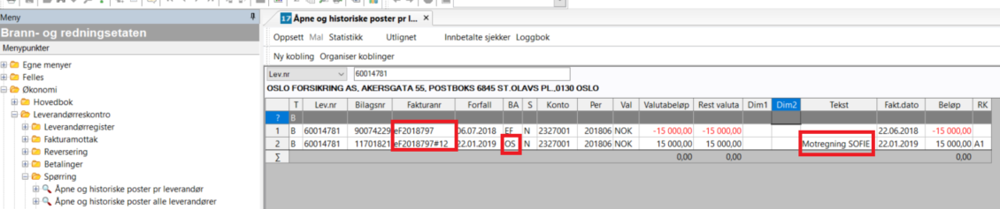 Meny
17 Åpne og historiske poster pr l...
Brann- og redningsetaten
Oppsett Mal Statistikk Utlignet Innbetalte sjekker Loggbok
Menypunkter
Ny kobling Organiser koblinger
Egne menyer
Felles
Økonomi
Hovedbok
Leverandørreskontro
Leverandørregister
Fakturamottak
Reversering
Betalinger
Spørring
Åpne og historiske poster pr leverandør
Åpne og historiske poster alle leverandører
Lev.nr 60014781
OSLO FORSIKRING AS, AKERSGATA 55, POSTBOKS 6845 ST.OLAVS PL.,0130 OSLO
T Lev.nr Bilagsnr Fakturanr Forfall BA S Konto Per Val Valutabeløp Rest valuta Dim1 Dim2 Tekst Fakt.dato Beløp RK
? B
1 B 60014781 90074229 eF2018797 06.07.2018 EF N 2327001 201806 NOK -15 000,00 -15 000,00 22.06.2018 -15 000,00
2 B 60014781 11701821 eF2018797#12 22.01.2019 OS N 2327001 201806 NOK 15 000,00 15 000,00 Motregning SOFIE 22.01.2019 15 000,00 A1
Σ 0,00 0,00 0,00